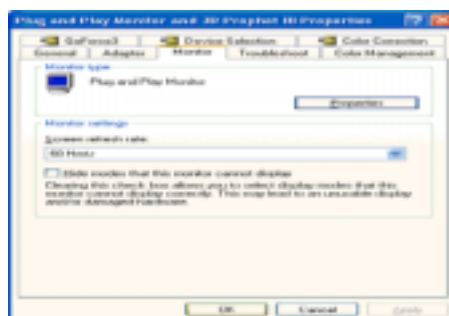 Plug and Play Monitor and 3D Prophet III Properties
GeForce3 Device Selection Color Correction
General Adapter Monitor Troubleshoot Color Management
Monitor type
Plug and Play Monitor
Properties
Monitor settings
Screen refresh rate:
60 Hertz
Hide modes that this monitor cannot display
Clearing this check box allows you to select display modes that this
monitor cannot display correctly. This may lead to an unusable display
and/or damaged hardware.
OK Cancel Apply